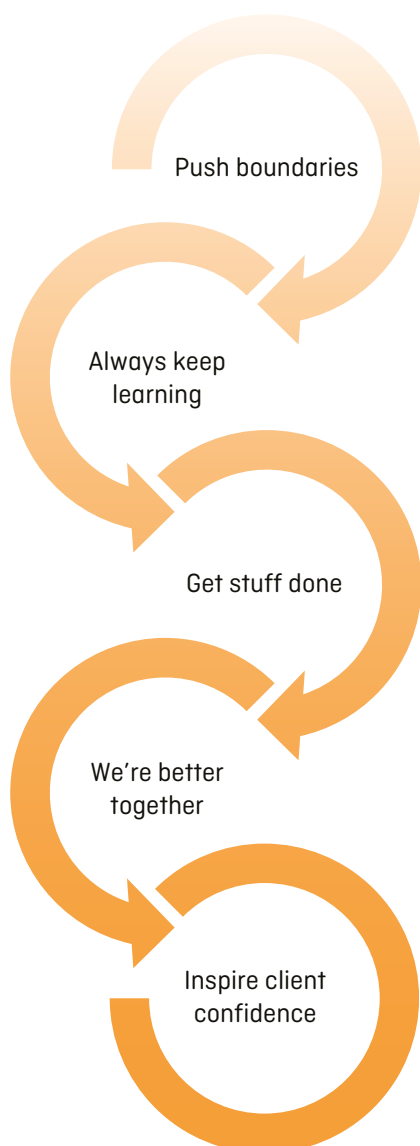 Push boundaries
Always keep
learning
Get stuff done
We're better
together
Inspire client
confidence